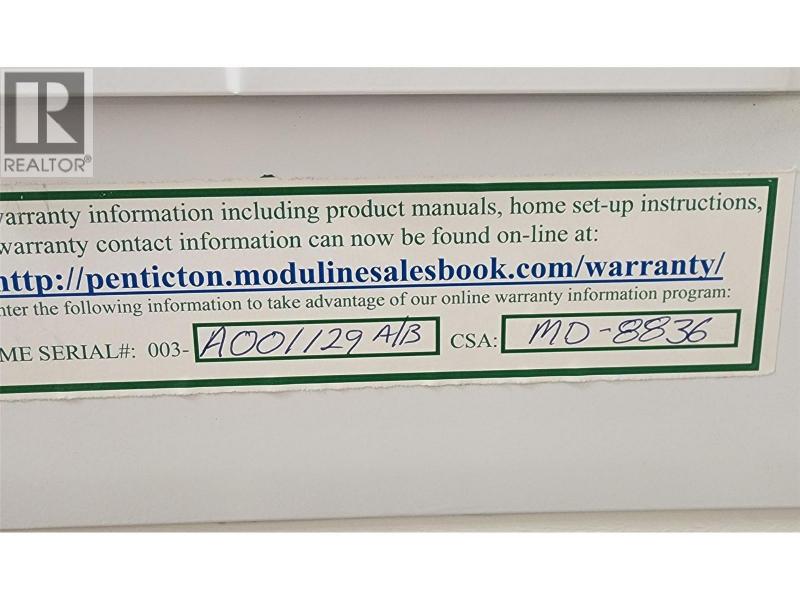 REALTOR®
arranty information including product manuals, home set-up instructions,
warranty contact information can now be found on-line at:
http://penticton.modulinesalesbook.com/warranty/
nter the following information to take advantage of our online warranty information program:
ME SERIAL#: 003- A001129 A/B CSA: MD-8836